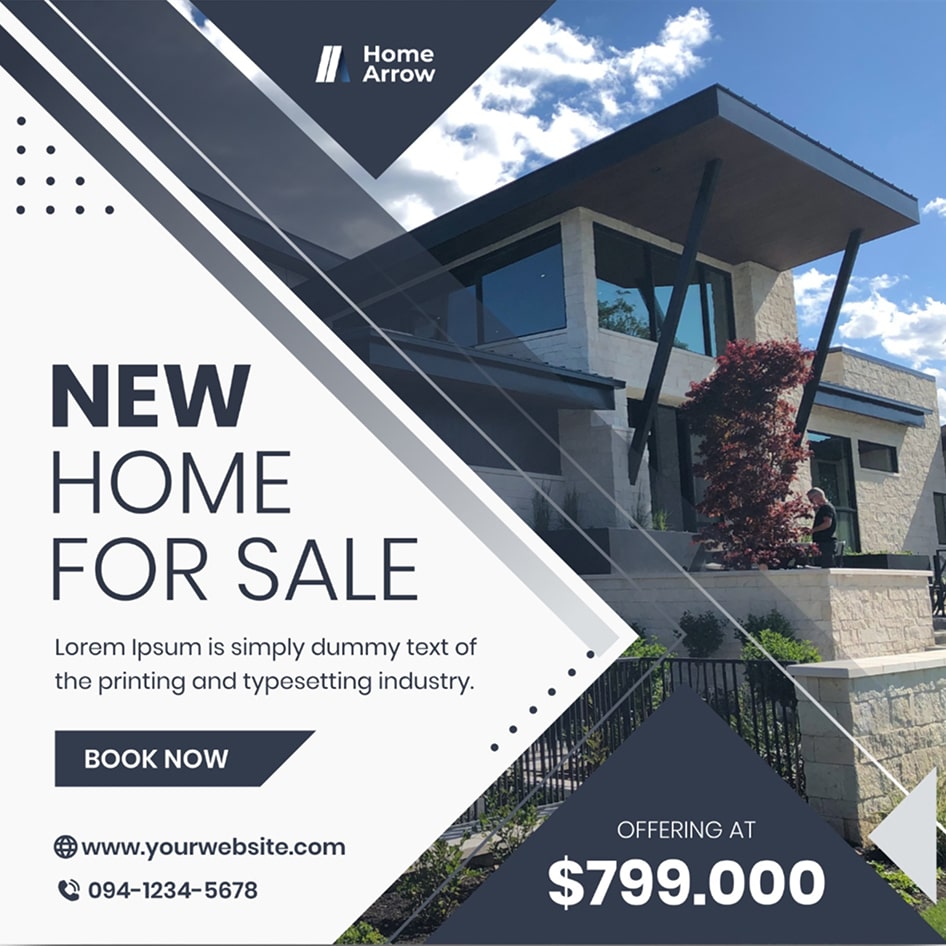 Home
Arrow
NEW
HOME
FOR SALE
Lorem Ipsum is simply dummy text of
the printing and typesetting industry.
BOOK NOW
www.yourwebsite.com
094-1234-5678
OFFERING AT
$799.000